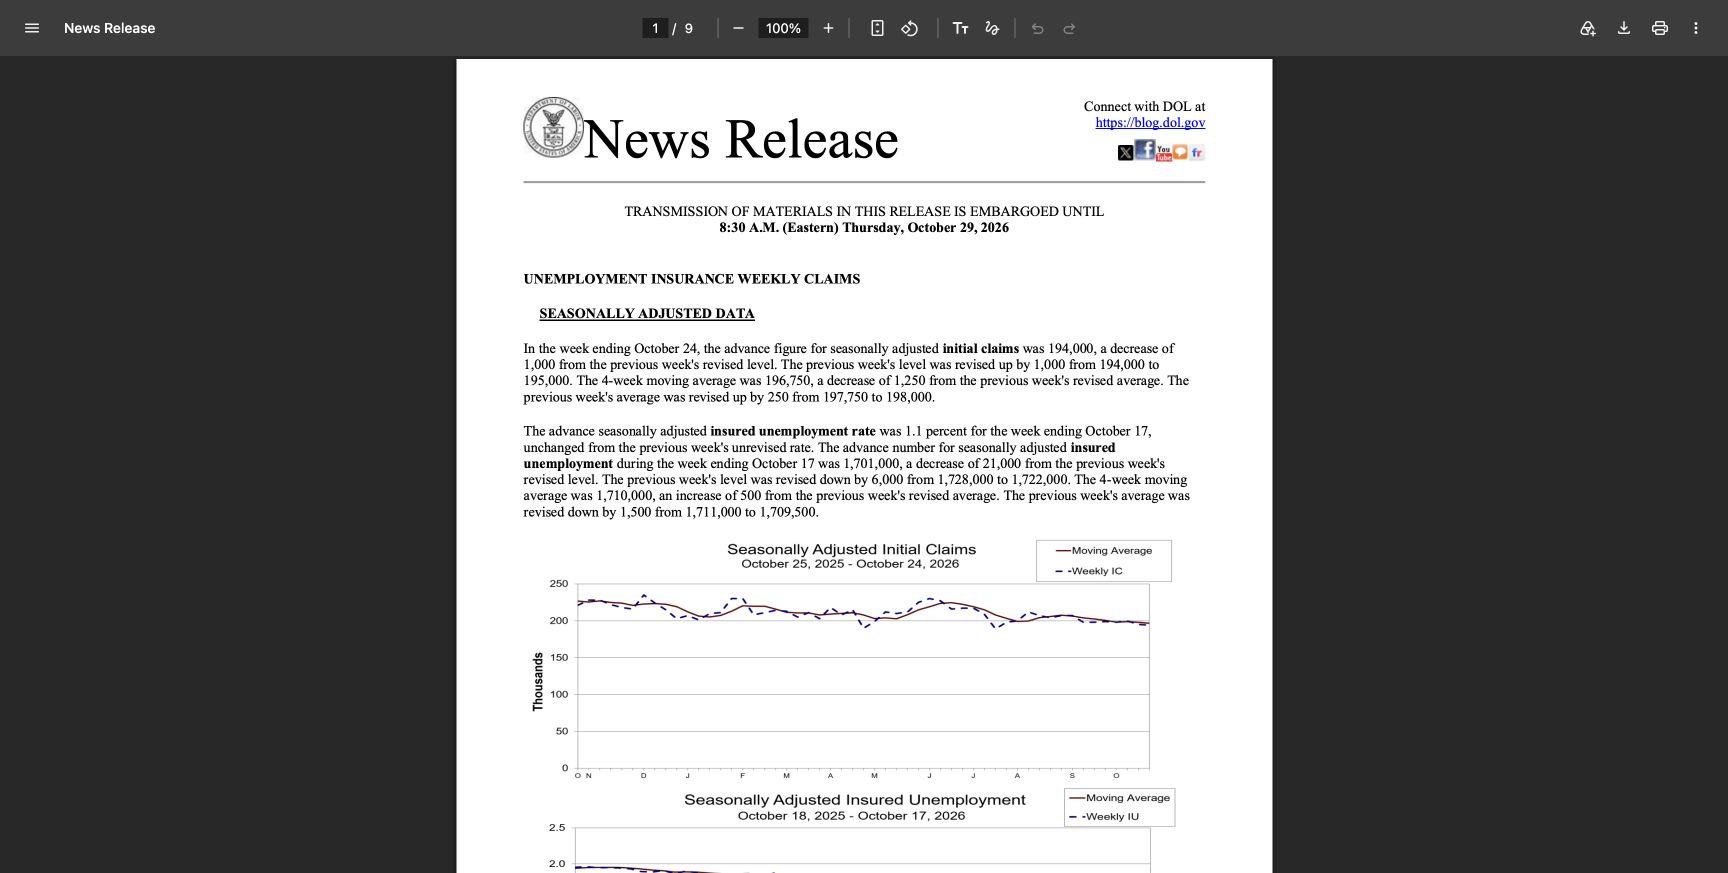 News Release
1 / 9
100%
News Release
Connect with DOL at
https://blog.dol.gov
TRANSMISSION OF MATERIALS IN THIS RELEASE IS EMBARGOED UNTIL
8:30 A.M. (Eastern) Thursday, October 29, 2026
UNEMPLOYMENT INSURANCE WEEKLY CLAIMS
SEASONALLY ADJUSTED DATA
In the week ending October 24, the advance figure for seasonally adjusted initial claims was 194,000, a decrease of
1,000 from the previous week's revised level. The previous week's level was revised up by 1,000 from 194,000 to
195,000. The 4-week moving average was 196,750, a decrease of 1,250 from the previous week's revised average. The
previous week's average was revised up by 250 from 197,750 to 198,000.
The advance seasonally adjusted insured unemployment rate was 1.1 percent for the week ending October 17,
unchanged from the previous week's unrevised rate. The advance number for seasonally adjusted insured
unemployment during the week ending October 17 was 1,701,000, a decrease of 21,000 from the previous week's
revised level. The previous week's level was revised down by 6,000 from 1,728,000 to 1,722,000. The 4-week moving
average was 1,710,000, an increase of 500 from the previous week's revised average. The previous week's average was
revised down by 1,500 from 1,711,000 to 1,709,500.
Seasonally Adjusted Initial Claims
October 25, 2025 - October 24, 2026
Moving Average
Weekly IC
250
200
150
100
50
0
Thousands
O N D J F M A M J J A S O
Seasonally Adjusted Insured Unemployment
October 18, 2025 - October 17, 2026
Moving Average
Weekly IU
2.5
2.0